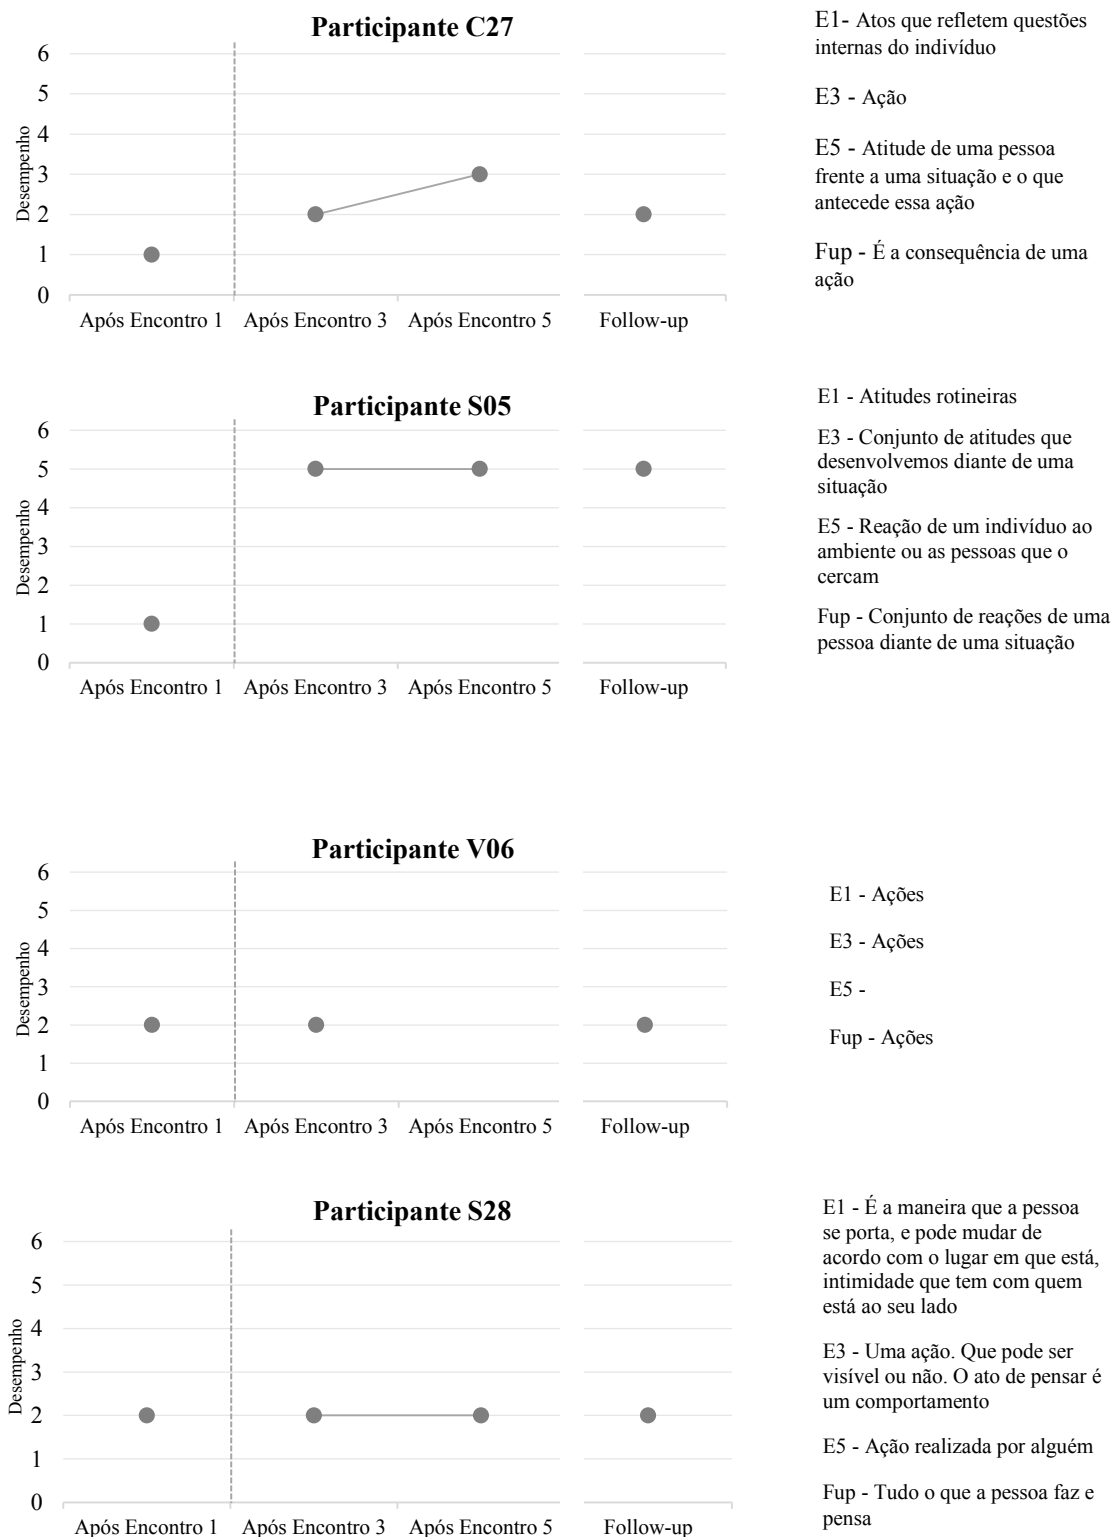 Participante C27
6
5
4
3
2
1
0
Desempenho
Após Encontro 1
Após Encontro 3
Após Encontro 5
Follow-up
E1- Atos que refletem questões
internas do indivíduo
E3 - Ação
E5 - Atitude de uma pessoa
frente a uma situação e o que
antecede essa ação
Fup - É a consequência de uma
ação
Participante S05
6
5
4
3
2
1
0
Desempenho
Após Encontro 1
Após Encontro 3
Após Encontro 5
Follow-up
E1 - Atitudes rotineiras
E3 - Conjunto de atitudes que
desenvolvemos diante de uma
situação
E5 - Reação de um indivíduo ao
ambiente ou as pessoas que o
cercam
Fup - Conjunto de reações de uma
pessoa diante de uma situação
Participante V06
6
5
4
3
2
1
0
Desempenho
Após Encontro 1
Após Encontro 3
Após Encontro 5
Follow-up
E1 - Ações
E3 - Ações
E5 -
Fup - Ações
Participante S28
6
5
4
3
2
1
0
Desempenho
Após Encontro 1
Após Encontro 3
Após Encontro 5
Follow-up
E1 - É a maneira que a pessoa
se porta, e pode mudar de
acordo com o lugar em que está,
intimidade que tem com quem
está ao seu lado
E3 - Uma ação. Que pode ser
visível ou não. O ato de pensar é
um comportamento
E5 - Ação realizada por alguém
Fup - Tudo o que a pessoa faz e
pensa